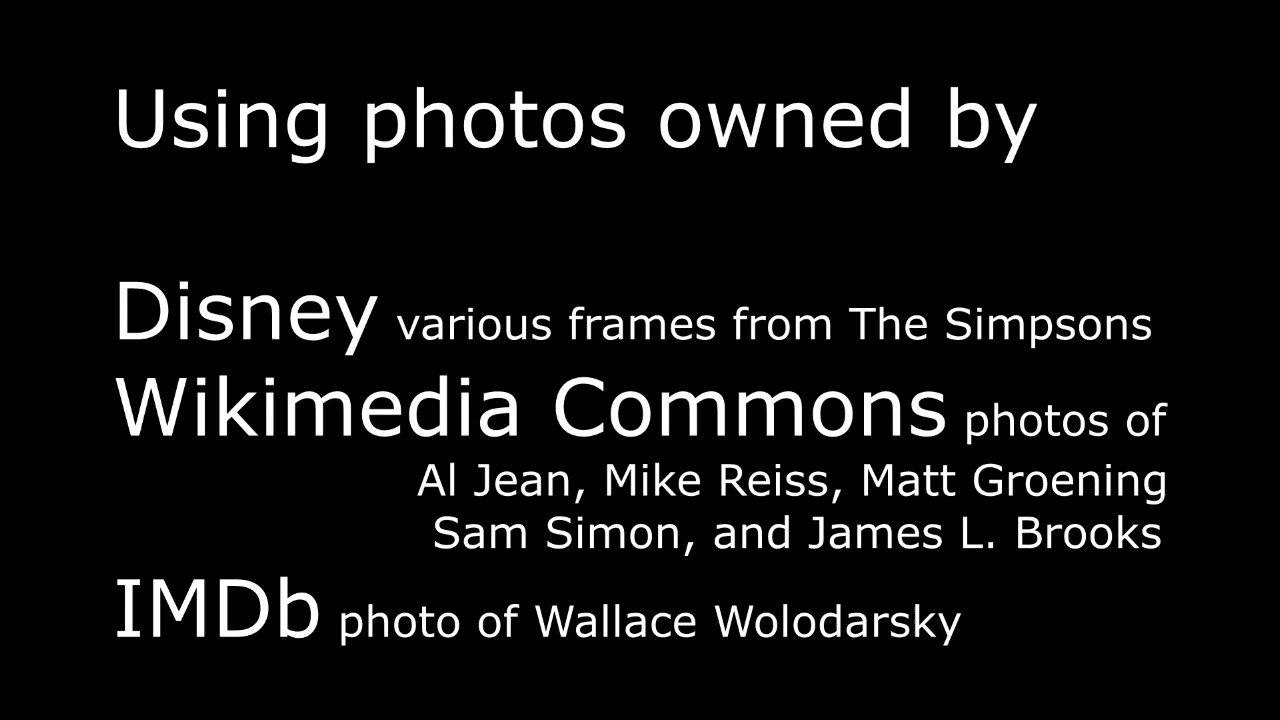 Using photos owned by
Disney various frames from The Simpsons
Wikimedia Commons photos of
Al Jean, Mike Reiss, Matt Groening
Sam Simon, and James L. Brooks
IMDb photo of Wallace Wolodarsky